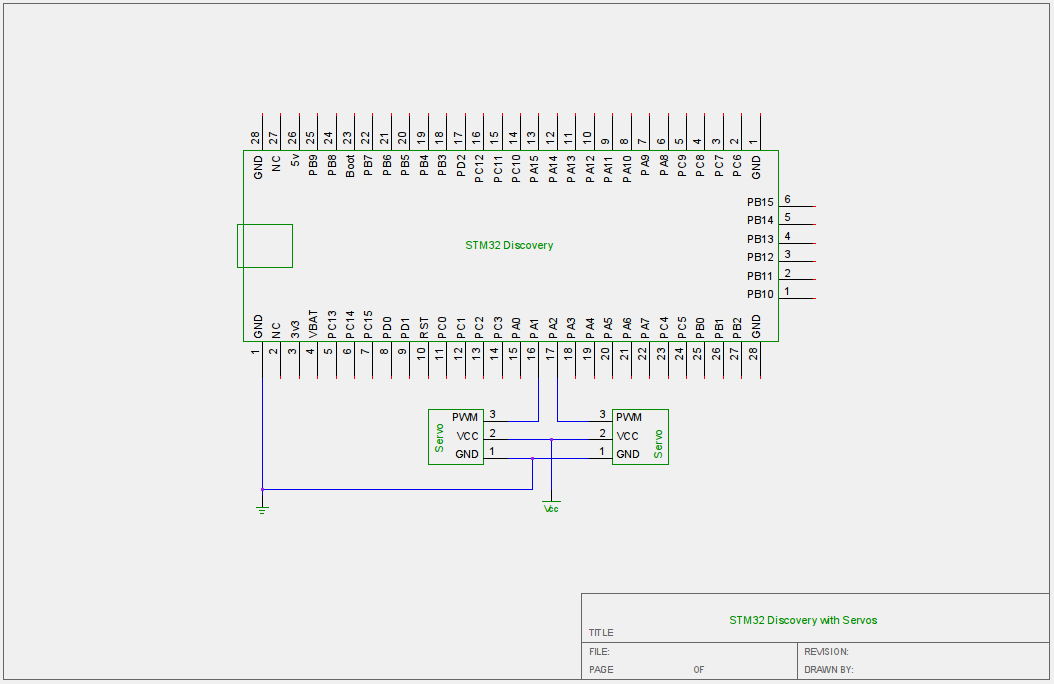 28 27 26 25 24 23 22 21 20 19 18 17 16 15 14 13 12 11 10 9 8 7 6 5 4 3 2 1
GND NC 5v PB9 PB8 Boot PB7 PB6 PB5 PB4 PB3 PD2 PC12 PC11 PC10 PA15 PA14 PA13 PA12 PA11 PA10 PA9 PA8 PC9 PC8 PC7 PC6 GND
PB15 6
PB14 5
STM32 Discovery
PB13 4
PB12 3
PB11 2
PB10 1
GND NC 3v3 VBAT PC13 PC14 PC15 PD0 PD1 RST PC0 PC1 PC2 PC3 PA0 PA1 PA2 PA3 PA4 PA5 PA6 PA7 PC4 PC5 PB0 PB1 PB2 GND
1 2 3 4 5 6 7 8 9 10 11 12 13 14 15 16 17 18 19 20 21 22 23 24 25 26 27 28
Servo
PWM 3
VCC 2
GND 1
3 PWM
2 VCC
1 GND
Servo
Vcc
STM32 Discovery with Servos
TITLE
FILE:
REVISION:
PAGE OF
DRAWN BY: